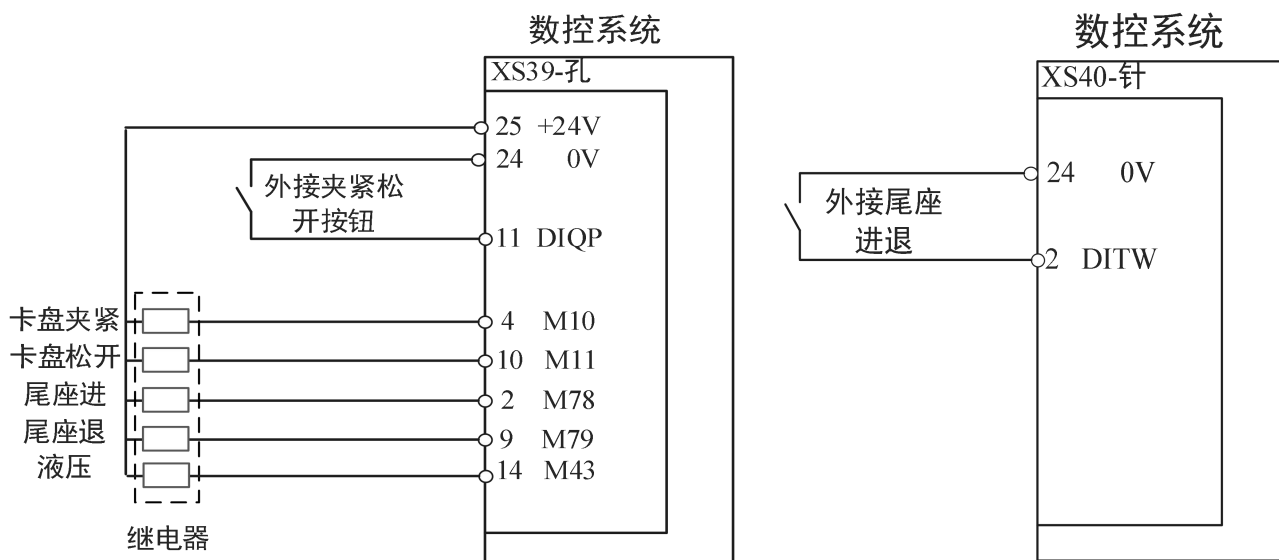 数控系统
XS39-孔
25 +24V
24 0V
外接夹紧松
开按钮
11 DIQP
卡盘夹紧
4 M10
卡盘松开
10 M11
尾座进
2 M78
尾座退
9 M79
液压
14 M43
继电器
数控系统
XS40-针
24 0V
外接尾座
进退
2 DITW